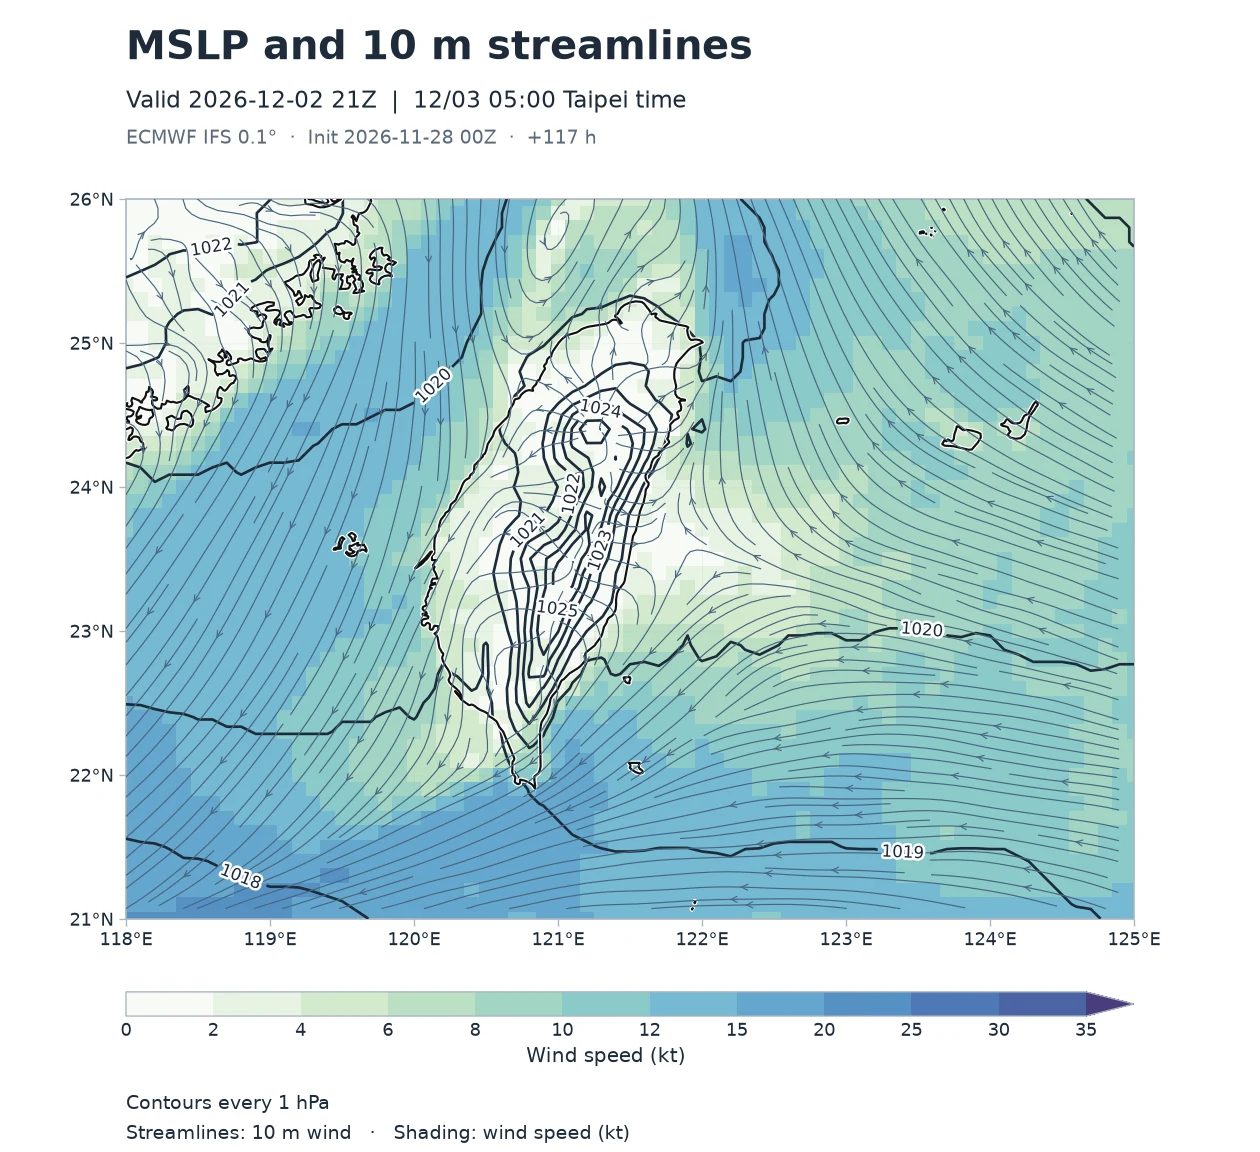 MSLP and 10 m streamlines
Valid 2026-12-02 21Z | 12/03 05:00 Taipei time
ECMWF IFS 0.1° · Init 2026-11-28 00Z · +117 h
26°N
25°N
24°N
23°N
22°N
21°N
1022
1021
1020
1024
1022
1021
1023
1025
1020
1019
1018
118°E 119°E 120°E 121°E 122°E 123°E 124°E 125°E
0 2 4 6 8 10 12 15 20 25 30 35
Wind speed (kt)
Contours every 1 hPa
Streamlines: 10 m wind · Shading: wind speed (kt)